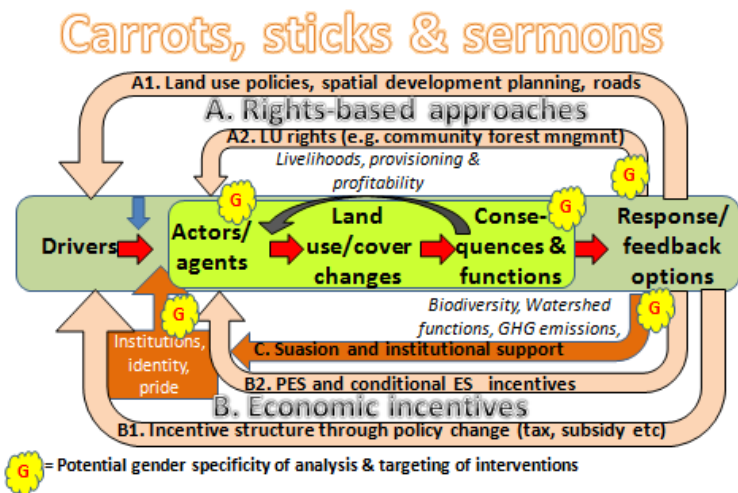 Carrots, sticks & sermons
A1. Land use policies, spatial development planning, roads
A. Rights-based approaches
A2. LU rights (e.g. community forest mngmnt)
Livelihoods, provisioning &
profitability
G
G
G
Drivers
Actors/
agents
Land
use/cover
changes
Conse-
quences &
functions
Response/
feedback
options
Biodiversity, Watershed
functions, GHG emissions,
G
G
Institutions,
identity,
pride
C. Suasion and institutional support
B2. PES and conditional ES incentives
B. Economic incentives
B1. Incentive structure through policy change (tax, subsidy etc)
G = Potential gender specificity of analysis & targeting of interventions